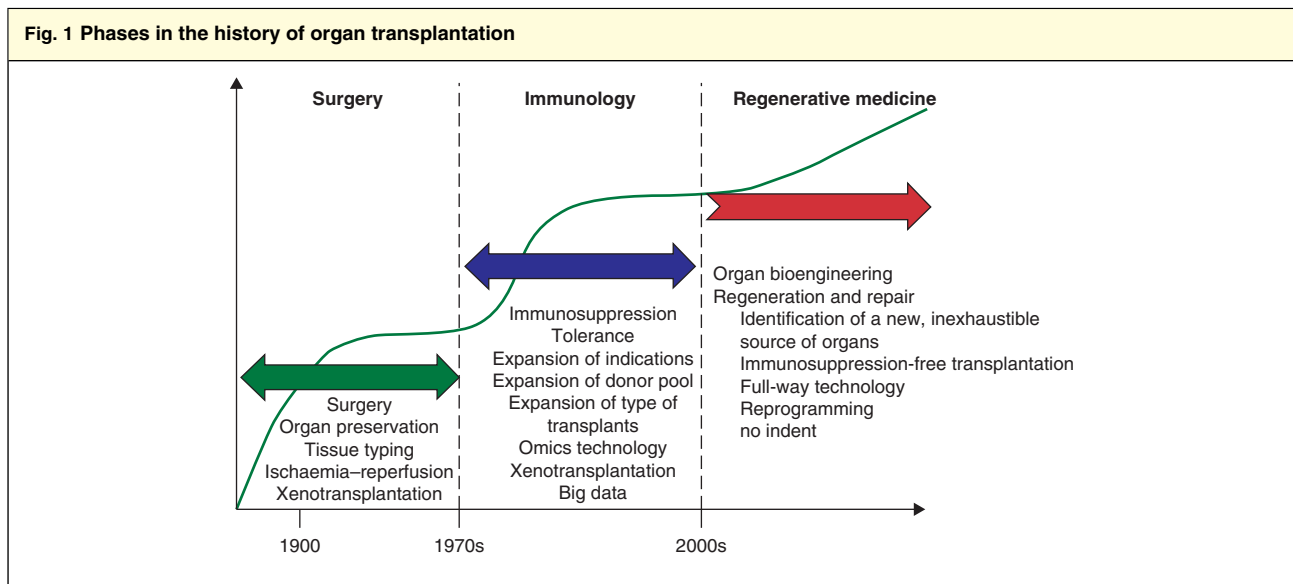 Fig. 1 Phases in the history of organ transplantation
Surgery
Immunology
Regenerative medicine
Surgery
Organ preservation
Tissue typing
Ischaemia–reperfusion
Xenotransplantation
Immunosuppression
Tolerance
Expansion of indications
Expansion of donor pool
Expansion of type of
transplants
Omics technology
Xenotransplantation
Big data
Organ bioengineering
Regeneration and repair
Identification of a new, inexhaustible
source of organs
Immunosuppression-free transplantation
Full-way technology
Reprogramming
no indent
1900
1970s
2000s